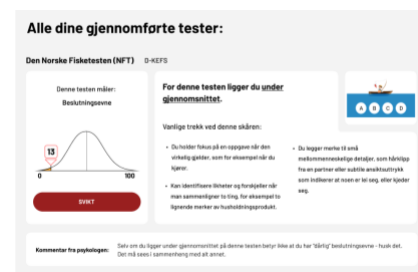 Alle dine gjennomførte tester:
Den Norske Fisketesten (NFT) D-KEFS
Denne testen måler:
Beslutningsevne
13
0 100
SVIKT
For denne testen ligger du under
gjennomsnittet.
Vanlige trekk ved denne skåren:
• Du holder fokus på en oppgave når den
virkelig gjelder, som for eksempel når du
kjører.
• Kan identifisere likheter og forskjeller når
man sammenligner to ting, for eksempel to
lignende merker av husholdningsprodukt.
• Du legger merke til små
mellommenneskelige detaljer, som hårklipp
fra en partner eller subtile ansiktsuttrykk
som indikerer at noen er lei seg, eller kjeder
seg.
A B C D
Kommentar fra psykologen: Selv om du ligger under gjennomsnittet på denne testen betyr ikke at du har "dårlig" beslutningsevne - husk det.
Det må sees i sammenheng med alt annet.